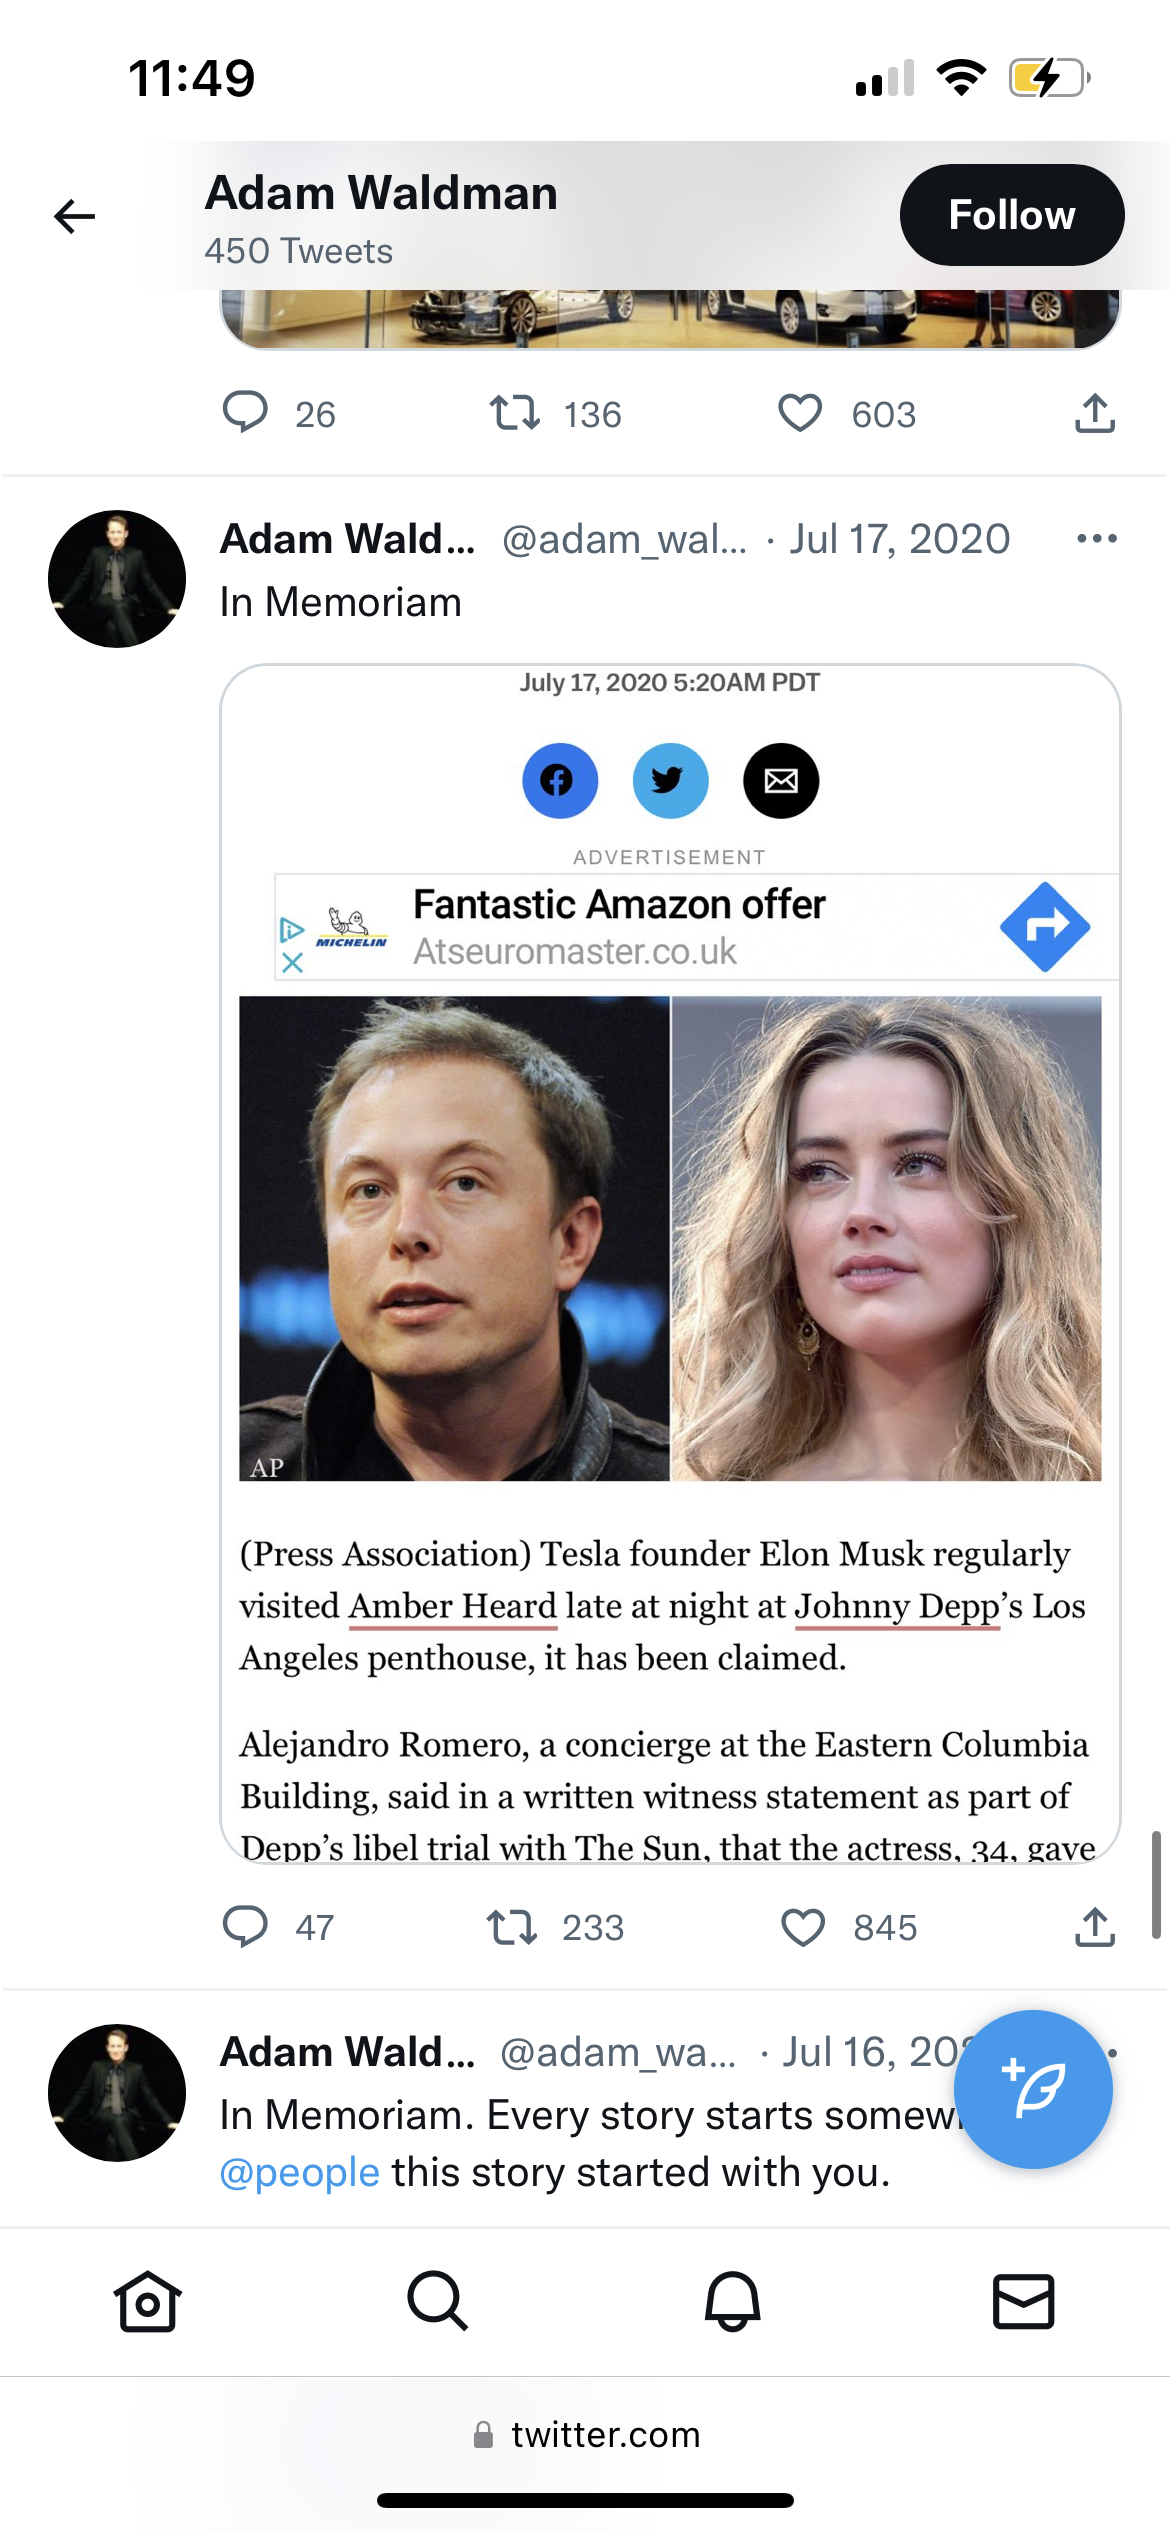 11:49
Adam Waldman
450 Tweets
Follow
26 136 603
Adam Wald... @adam_wal... · Jul 17, 2020
In Memoriam
July 17, 2020 5:20AM PDT
ADVERTISEMENT
Fantastic Amazon offer
MICHELIN
Atseuromaster.co.uk
AP
(Press Association) Tesla founder Elon Musk regularly
visited Amber Heard late at night at Johnny Depp’s Los
Angeles penthouse, it has been claimed.
Alejandro Romero, a concierge at the Eastern Columbia
Building, said in a written witness statement as part of
Depp’s libel trial with The Sun, that the actress, 34, gave
47 233 845
Adam Wald... @adam_wa... · Jul 16, 20
In Memoriam. Every story starts
@people this story started with you.
twitter.com